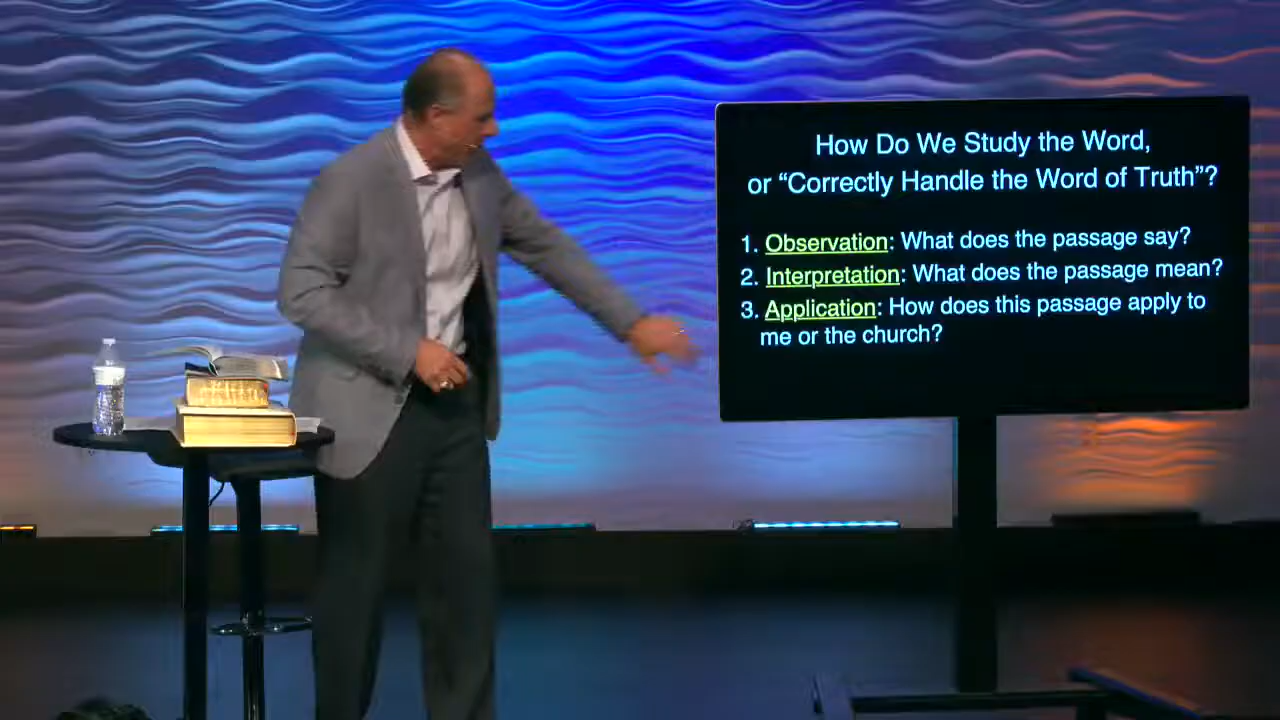 How Do We Study the Word,
or “Correctly Handle the Word of Truth”?
1. Observation: What does the passage say?
2. Interpretation: What does the passage mean?
3. Application: How does this passage apply to
me or the church?